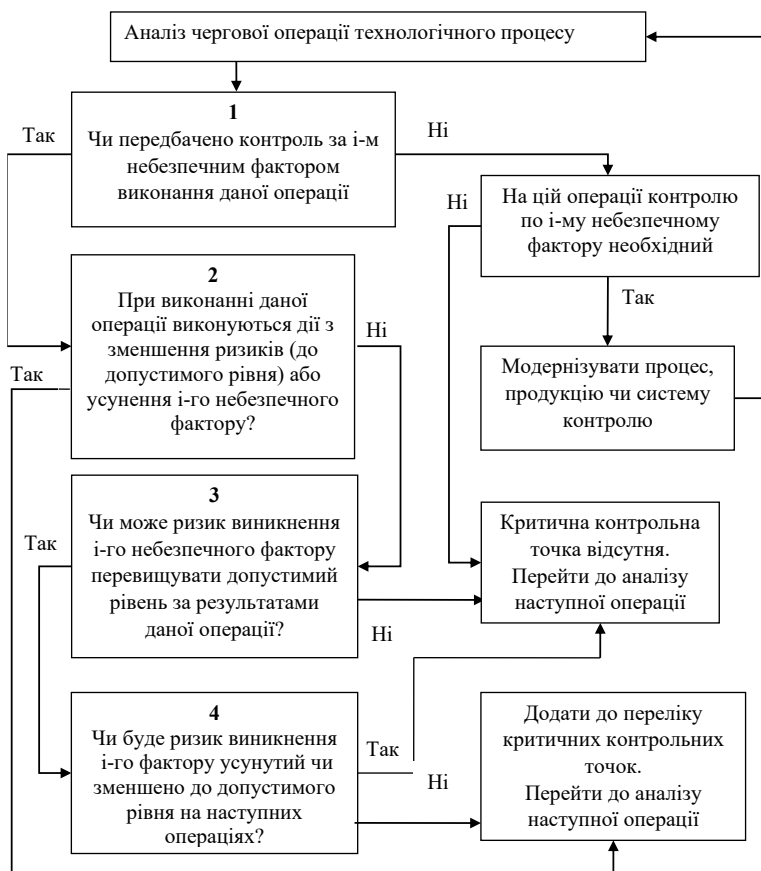 Аналіз чергової операції технологічного процесу
1
Чи передбачено контроль за і-м
небезпечним фактором
виконання даної операції
Так
Ні
На цій операції контролю
по і-му небезпечному
фактору необхідний
Ні
Так
2
При виконанні даної
операції виконуються дії з
зменшення ризиків (до
допустимого рівня) або
усунення і-го небезпечного
фактору?
Ні
Так
Модернізувати процес,
продукцію чи систему
контролю
3
Чи може ризик виникнення
і-го небезпечного фактору
перевищувати допустимий
рівень за результатами
даної операції?
Так
Ні
Критична контрольна
точка відсутня.
Перейти до аналізу
наступної операції
4
Чи буде ризик виникнення
і-го фактору усунутий чи
зменшено до допустимого
рівня на наступних
операціях?
Так
Ні
Додати до переліку
критичних контрольних
точок.
Перейти до аналізу
наступної операції